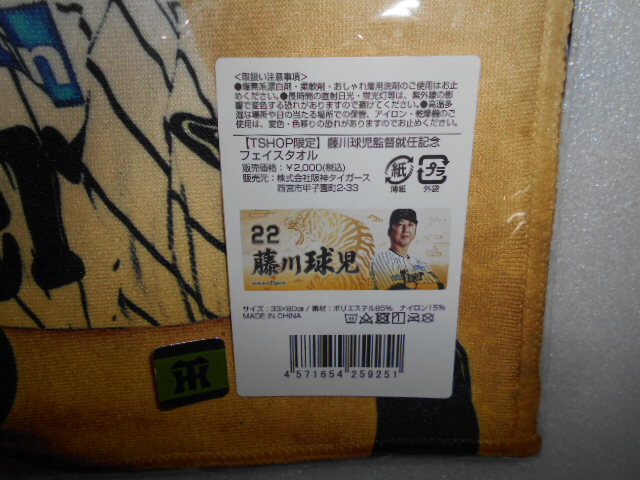 <取扱い注意事項>
●塩素系漂白剤・柔軟剤・おしゃれ着用洗剤のご使用はお止
めください。●長時間の直射日光・蛍光灯等は、紫外線の影
響で変色する恐れがありますので避けてください。●高温多
湿な場所や日の当たる場所での保管、アイロン・乾燥機のご
使用は、変色・色移りの恐れがありますのでお止めください。
【TSHOP限定】藤川球児監督就任記念
フェイスタオル
販売価格:¥2,000(税込)
販売元:株式会社阪神タイガース
西宮市甲子園町2-33
紙
薄紙
プラ
外袋
22
藤川球児
Tigers
サイズ:33×80㎝/素材:ポリエステル85% ナイロン15%
MADE IN CHINA
4 571654 259251
HT